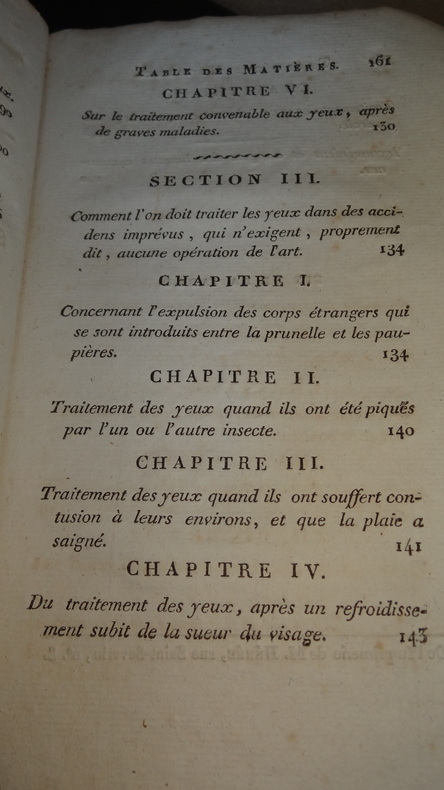 TABLE DES MATIÈRES. 161
CHAPITRE VI.
Sur le traitement convenable aux yeux, après
de graves maladies. 130
SECTION III.
Comment l'on doit traiter les yeux dans des acci-
dens imprévus, qui n'exigent, proprement
dit, aucune opération de l'art. 134
CHAPITRE I.
Concernant l'expulsion des corps étrangers qui
se sont introduits entre la prunelle et les pau-
pières. 134
CHAPITRE II.
Traitement des yeux quand ils ont été piqués
par l'un ou l'autre insecte. 140
CHAPITRE III.
Traitement des yeux quand ils ont souffert con-
tusion à leurs environs, et que la plaie a
saigné. 141
CHAPITRE IV.
Du traitement des yeux, après un refroidisse-
ment subit de la sueur du visage. 143